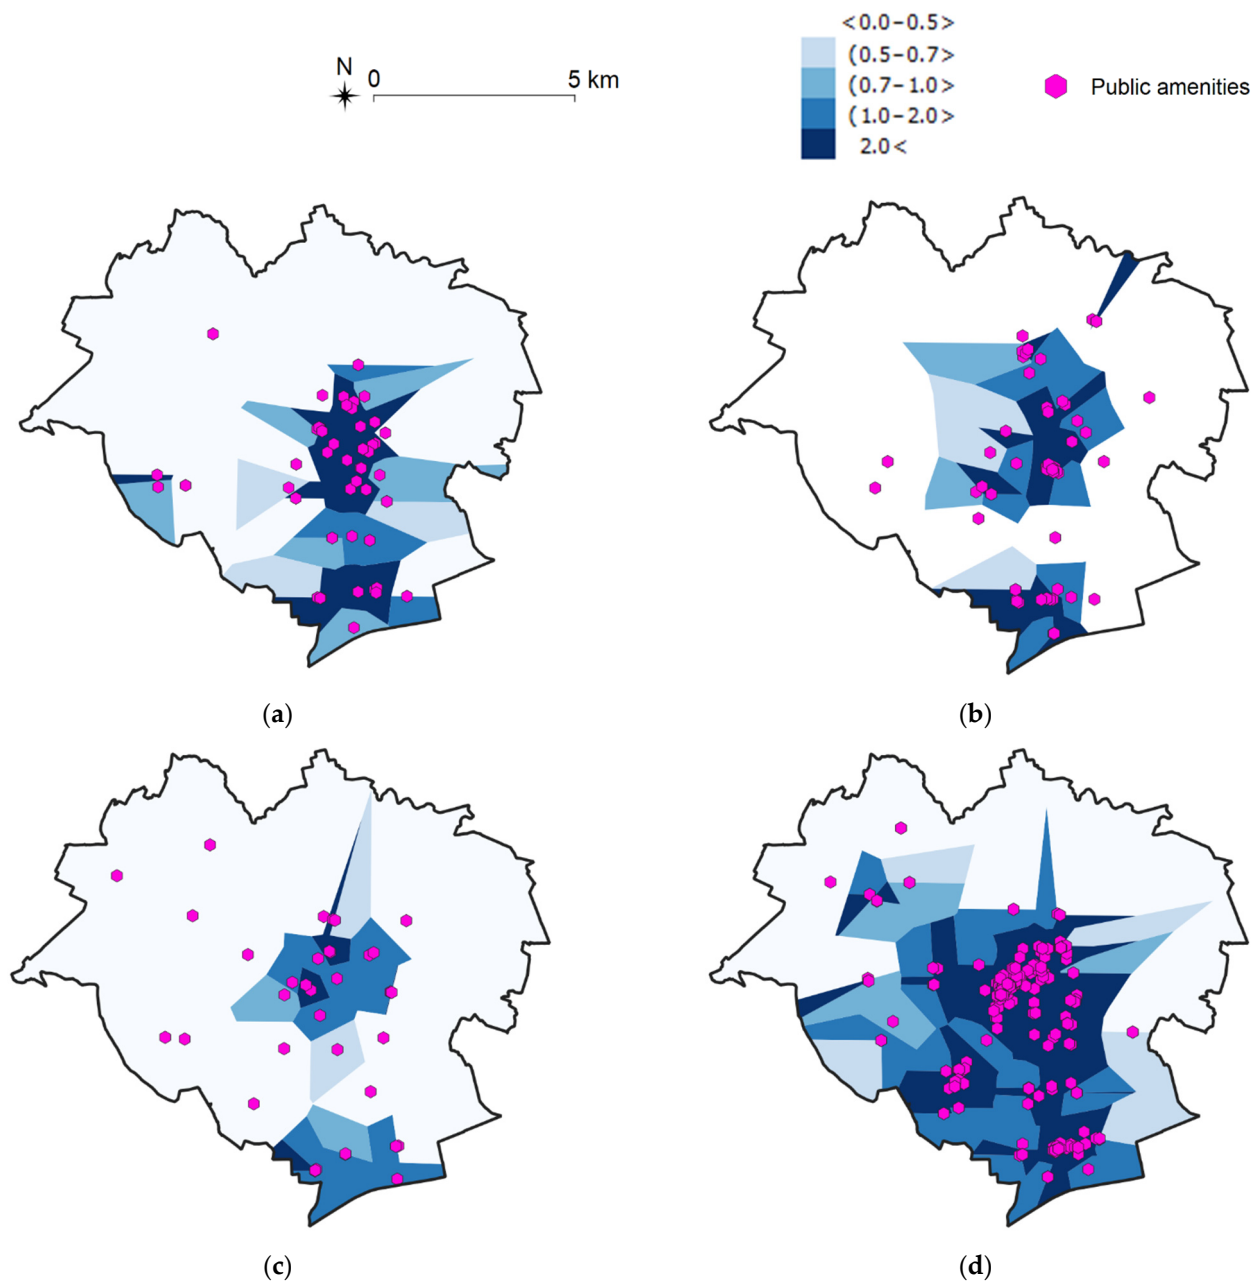 N
0 5 km
<0.0-0.5>
(0.5-0.7>
(0.7-1.0>
(1.0-2.0>
2.0<
Public amenities
(a)
(b)
(c)
(d)